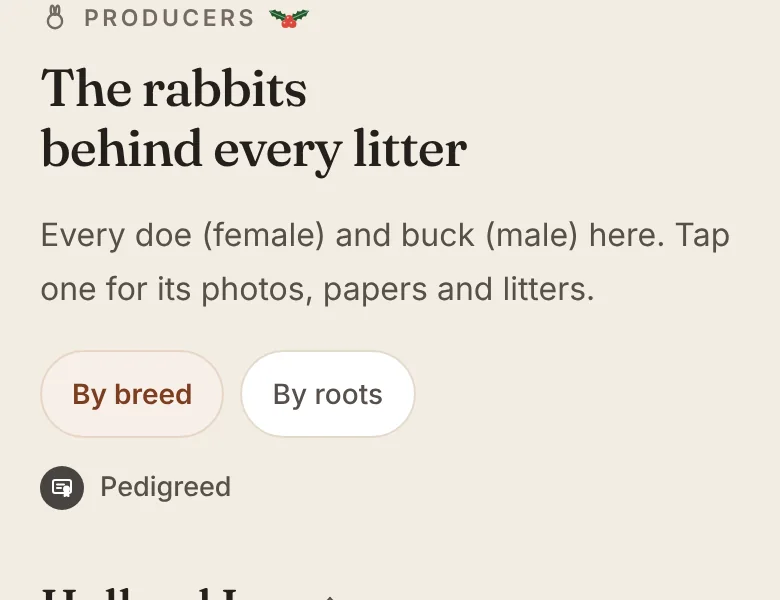 PRODUCERS
The rabbits
behind every litter
Every doe (female) and buck (male) here. Tap
one for its photos, papers and litters.
By breed
By roots
Pedigreed